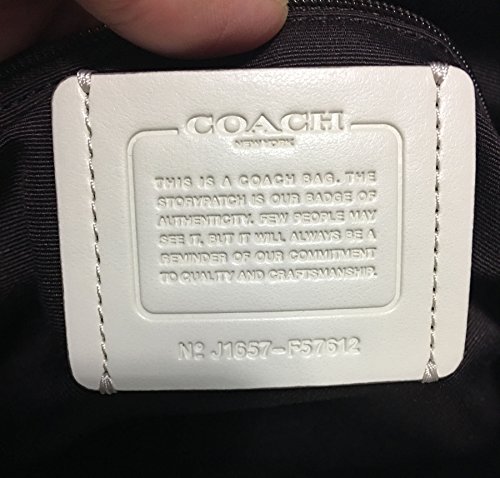 COACH
NEW YORK
THIS IS A COACH BAG. THE
STORYPATCH IS OUR BADGE OF
AUTHENTICITY. FEW PEOPLE MAY
SEE IT, BUT IT WILL ALWAYS BE A
REMINDER OF OUR COMMITMENT
TO QUALITY AND CRAFTSMANSHIP.
Nº J1657-F57612